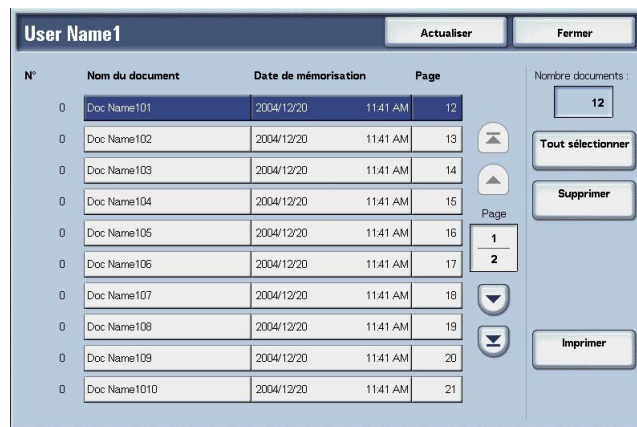 User Name1 Actualiser Fermer
N° Nom du document Date de mémorisation Page Nombre documents :
12
0 Doc Name101 2004/12/20 11:41 AM 12
0 Doc Name102 2004/12/20 11:41 AM 13
Tout sélectionner
0 Doc Name103 2004/12/20 11:41 AM 14
0 Doc Name104 2004/12/20 11:41 AM 15
Supprimer
Page
0 Doc Name105 2004/12/20 11:41 AM 16
1
2
0 Doc Name106 2004/12/20 11:41 AM 17
0 Doc Name107 2004/12/20 11:41 AM 18
0 Doc Name108 2004/12/20 11:41 AM 19
Imprimer
0 Doc Name109 2004/12/20 11:41 AM 20
0 Doc Name1010 2004/12/20 11:41 AM 21